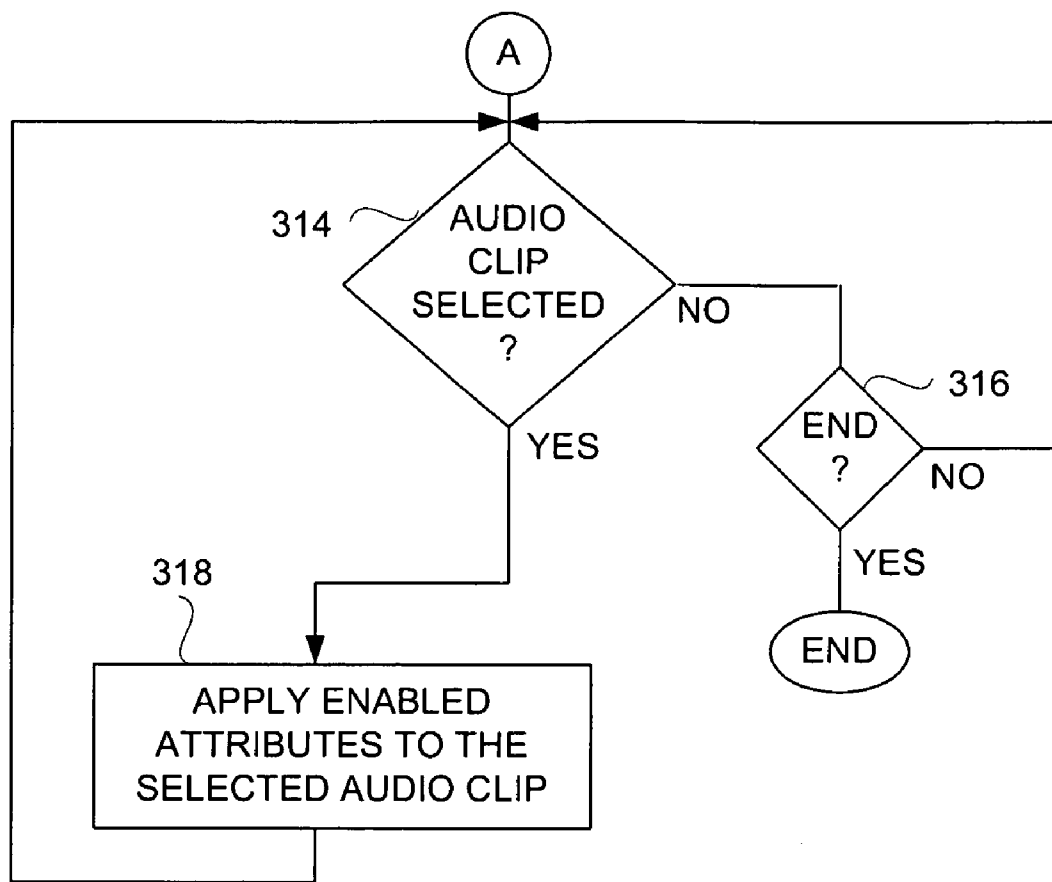 A
314
AUDIO
CLIP
SELECTED
?
NO
316
END
?
NO
YES
YES
318
END
APPLY ENABLED
ATTRIBUTES TO THE
SELECTED AUDIO CLIP